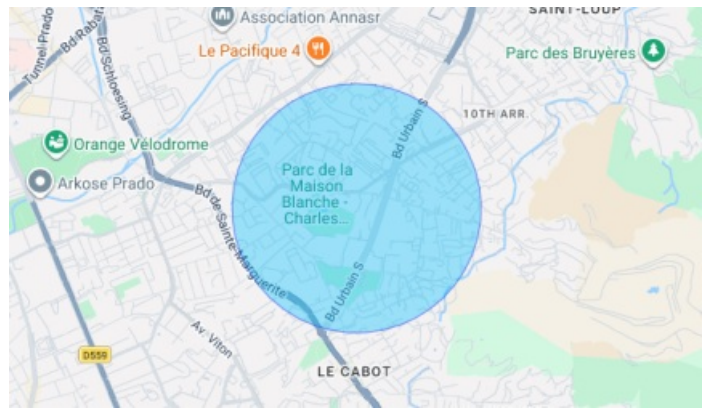 SAINT-LOUP
Association Annasr
Bd Rabat
Tunnel Prado
Bd Schloesing
Le Pacifique 4
Parc des Bruyères
10TH ARR.
Bd Urbain S
Orange Vélodrome
Arkose Prado
Parc de la
Maison
Blanche -
Charles...
Bd de Sainte-Marguerite
Bd Urbain S
Av. Viton
D559
LE CABOT